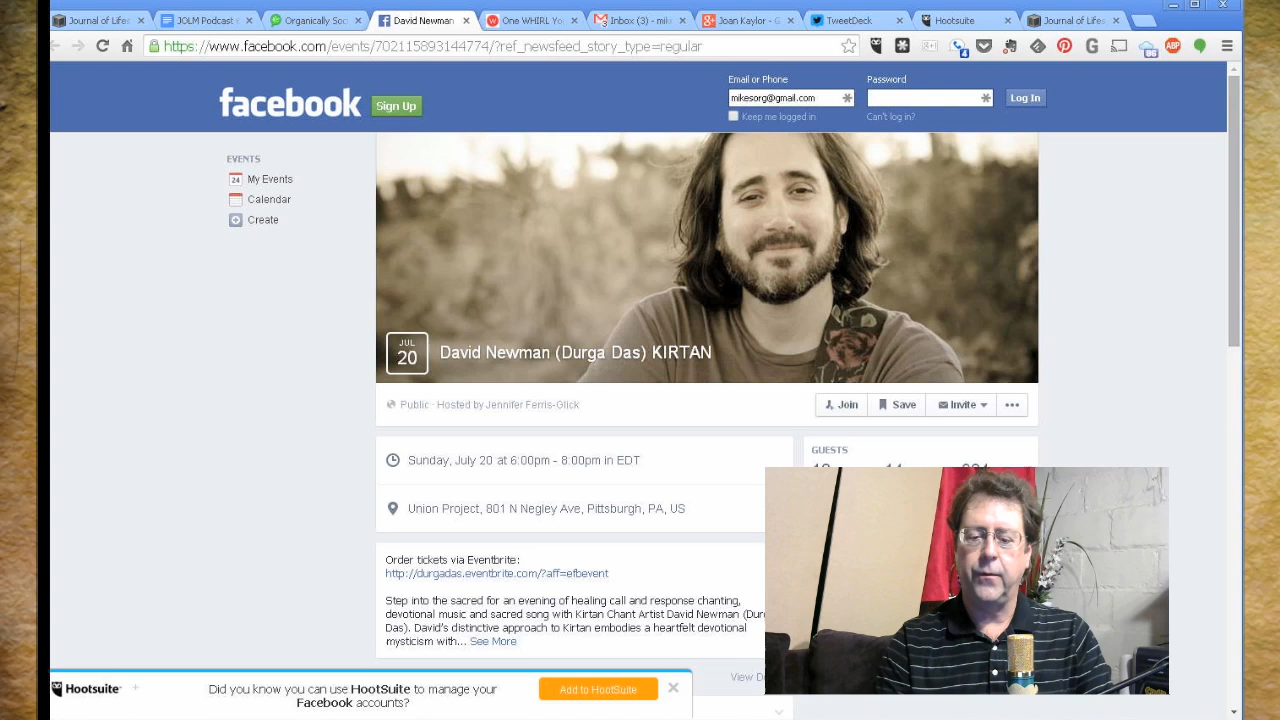 Journal of Lifes
JOLM Podcast
Organically Soc
David Newman
One WHIRL Yo
Inbox (3) - mike
Joan Kaylor - G
TweetDeck
Hootsuite
Journal of Lifes
https://www.facebook.com/events/702115893144774/?ref_newsfeed_story_type=regular
facebook
Sign Up
Email or Phone
Password
mikesorg@gmail.com
Log In
Keep me logged in
Can't log in?
EVENTS
24 My Events
Calendar
Create
JUL
20
David Newman (Durga Das) KIRTAN
Public · Hosted by Jennifer Ferris-Glick
Join
Save
Invite
Sunday, July 20 at 6:00pm - 8:00pm in EDT
GUESTS
Union Project, 801 N Negley Ave, Pittsburgh, PA, US
Order tickets via Eventbrite:
http://durgadas.eventbrite.com/?aff=efbevent
Step into the sacred for an evening of healing call and response chanting,
devotional music and sacred song with Kirtan Chant Artist David Newman (Dur
Das). David's distinctive approach to Kirtan embodies a heartfelt devotional
mysticism with... See More
View D
Hootsuite
Did you know you can use HootSuite to manage your
Facebook accounts?
Add to HootSuite